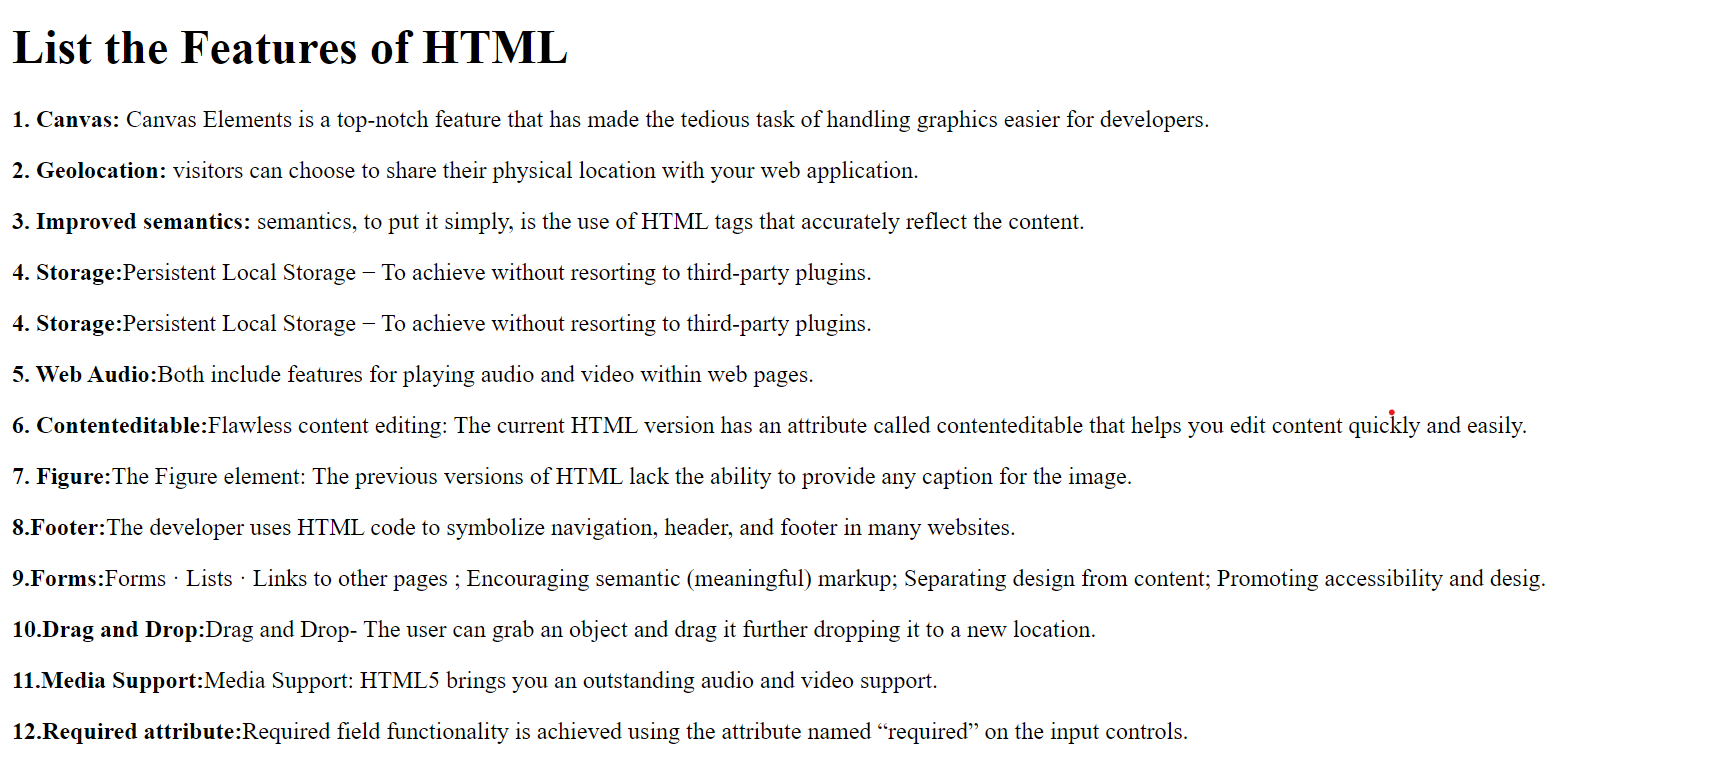 List the Features of HTML
1. Canvas: Canvas Elements is a top-notch feature that has made the tedious task of handling graphics easier for developers.
2. Geolocation: visitors can choose to share their physical location with your web application.
3. Improved semantics: semantics, to put it simply, is the use of HTML tags that accurately reflect the content.
4. Storage:Persistent Local Storage − To achieve without resorting to third-party plugins.
4. Storage:Persistent Local Storage − To achieve without resorting to third-party plugins.
5. Web Audio:Both include features for playing audio and video within web pages.
6. Contenteditable:Flawless content editing: The current HTML version has an attribute called contenteditable that helps you edit content quickly and easily.
7. Figure:The Figure element: The previous versions of HTML lack the ability to provide any caption for the image.
8.Footer:The developer uses HTML code to symbolize navigation, header, and footer in many websites.
9.Forms:Forms · Lists · Links to other pages ; Encouraging semantic (meaningful) markup; Separating design from content; Promoting accessibility and desig.
10.Drag and Drop:Drag and Drop- The user can grab an object and drag it further dropping it to a new location.
11.Media Support:Media Support: HTML5 brings you an outstanding audio and video support.
12.Required attribute:Required field functionality is achieved using the attribute named “required” on the input controls.